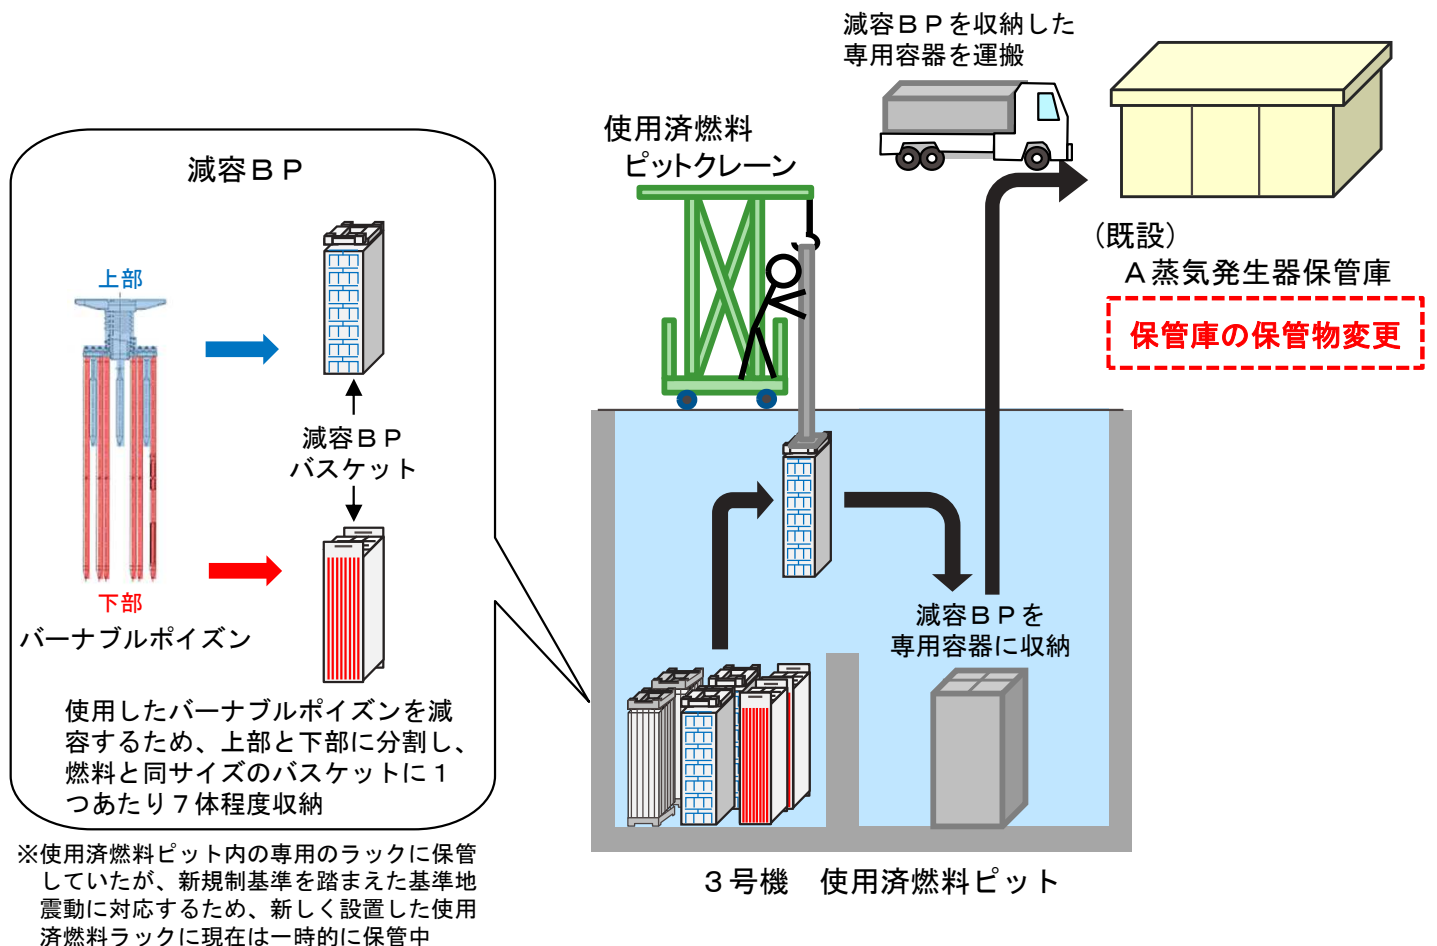 減容ＢＰ
上部
減容ＢＰ
バスケット
下部
バーナブルポイズン
使用したバーナブルポイズンを減
容するため、上部と下部に分割し、
燃料と同サイズのバスケットに１
つあたり７体程度収納
※使用済燃料ピット内の専用のラックに保管
していたが、新規制基準を踏まえた基準地
震動に対応するため、新しく設置した使用
済燃料ラックに現在は一時的に保管中
使用済燃料
ピットクレーン
減容ＢＰを収納した
専用容器を運搬
（既設）
Ａ蒸気発生器保管庫
保管庫の保管物変更
減容ＢＰを
専用容器に収納
３号機　使用済燃料ピット